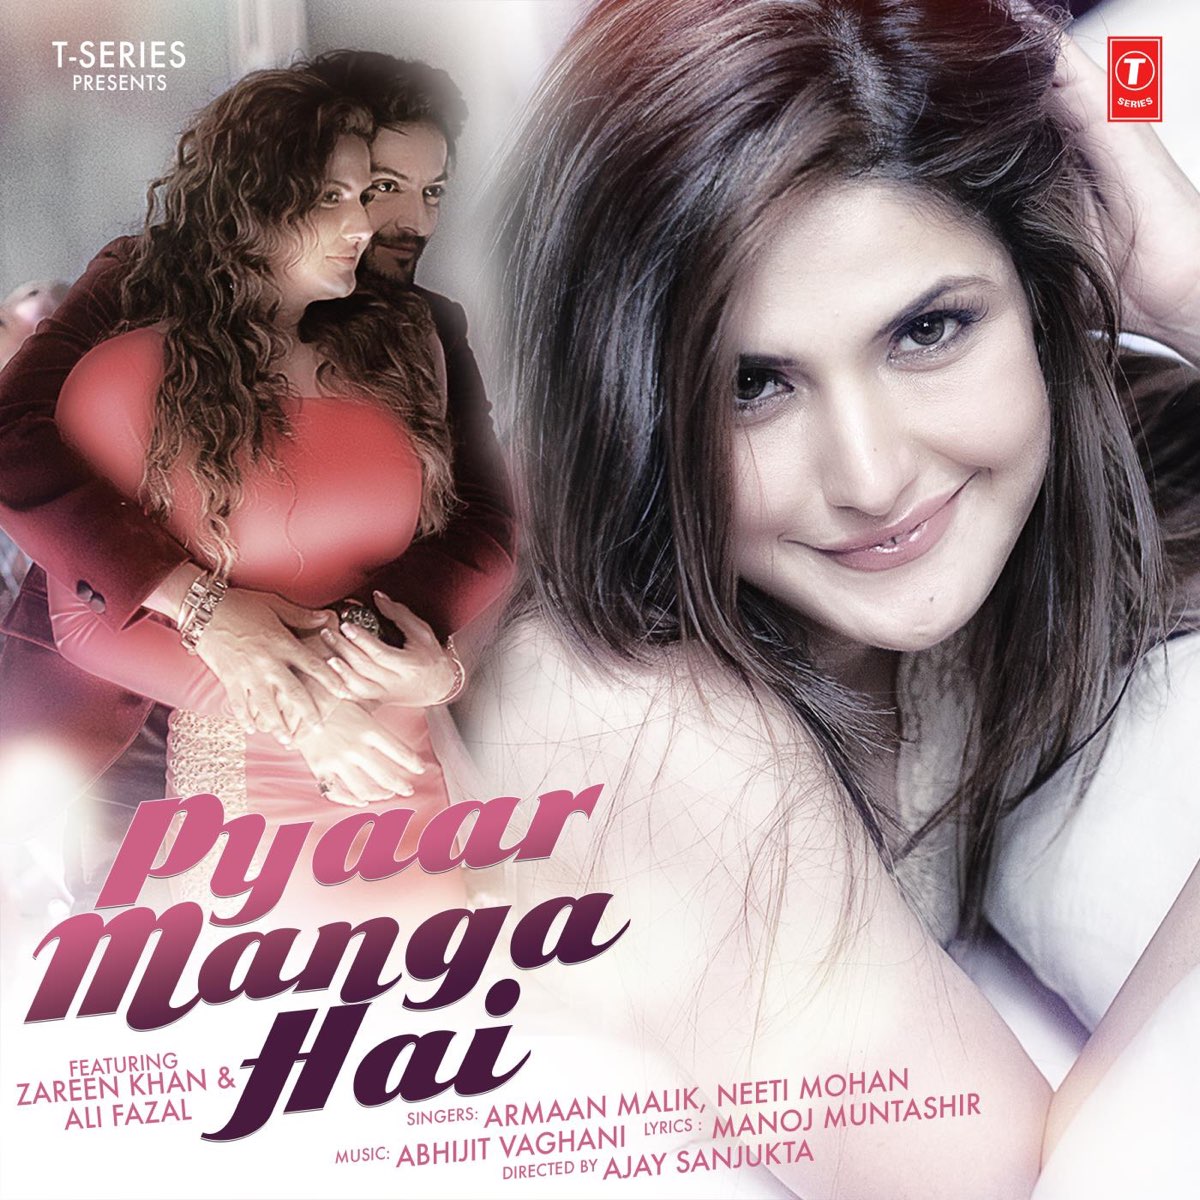 T-SERIES
PRESENTS
T
SERIES
Pyaar
Manga
Hai
FEATURING
ZAREEN KHAN &
ALI FAZAL
SINGERS: ARMAAN MALIK, NEETI MOHAN
MUSIC: ABHIJIT VAGHANI LYRICS : MANOJ MUNTASHIR
DIRECTED BY AJAY SANJUKTA